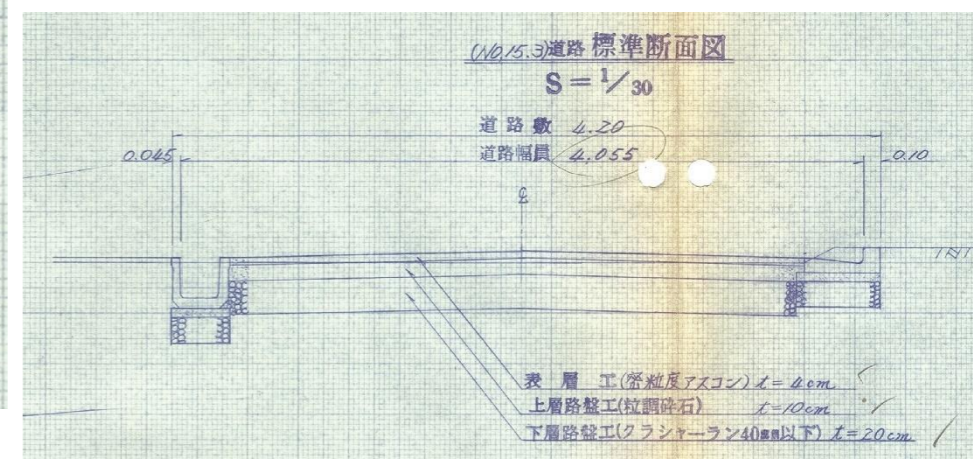 (NO.15.3)道路 標準断面図
S = 1/30
道路敷 4.20
道路幅員 4.055
0.045
0.10
℄
表層工(密粒度アスコン) t=4cm
上層路盤工(粒調砕石) t=10cm
下層路盤工(クラシャーラン40㎜以下) t=20cm